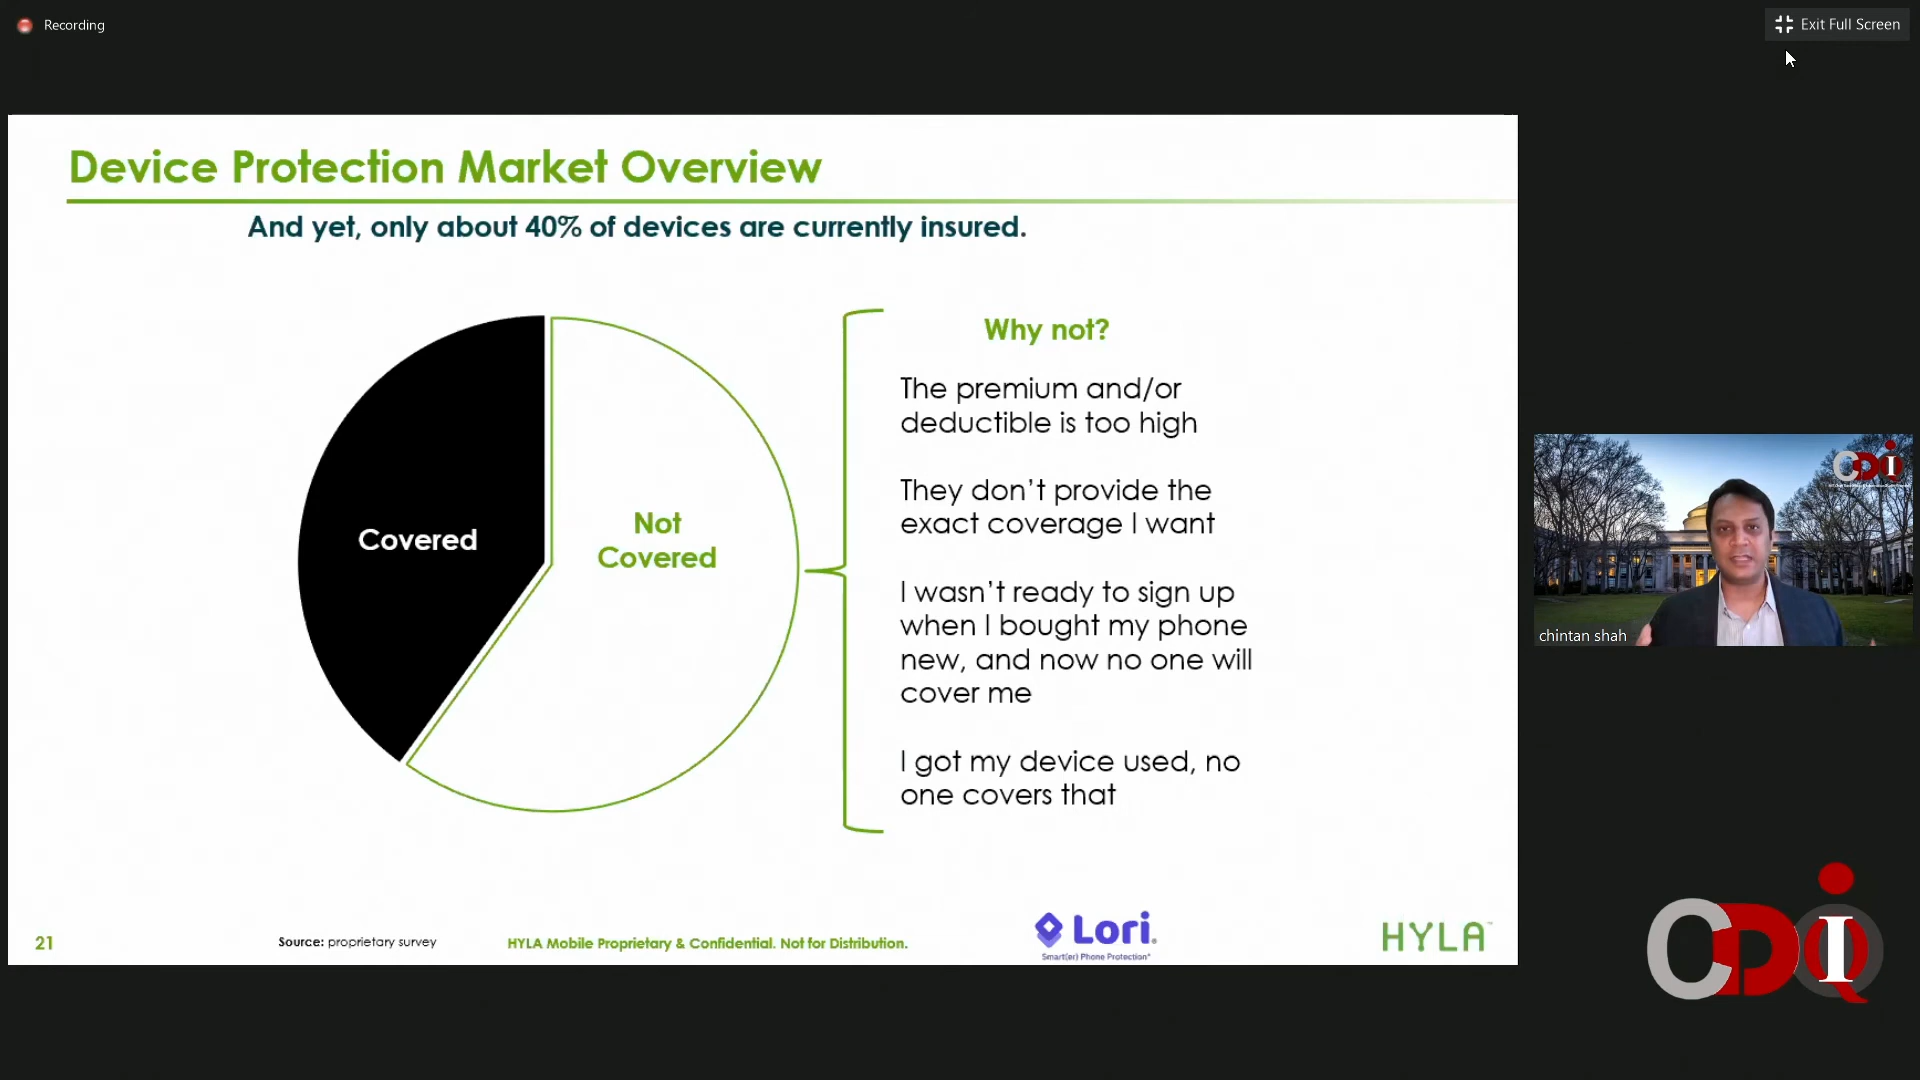 Recording
Exit Full Screen
Device Protection Market Overview
And yet, only about 40% of devices are currently insured.
Covered
Not
Covered
Why not?
The premium and/or
deductible is too high
They don’t provide the
exact coverage I want
I wasn’t ready to sign up
when I bought my phone
new, and now no one will
cover me
I got my device used, no
one covers that
21
Source: proprietary survey
HYLA Mobile Proprietary & Confidential. Not for Distribution.
Lori.
Smart(er) Phone Protection
HYLA™
CDOI
chintan shah
CDOI